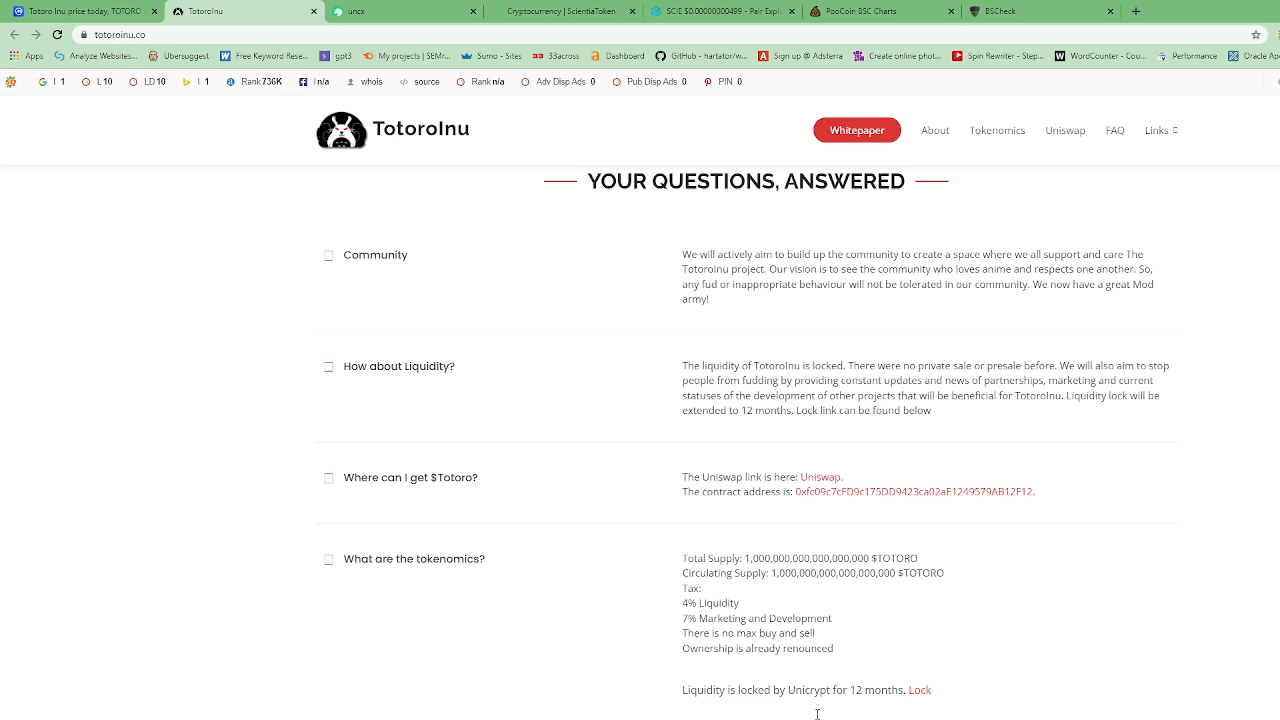 Totoro Inu price today, TOTORO
TotoroInu
uncx
Cryptocurrency | ScientiaToken
SCIE $0.00000000499 - Pair Explo
PooCoin BSC Charts
BSCheck
totoroinu.co
Apps
Analyze Websites...
Ubersuggest
Free Keyword Rese...
gpt3
My projects | SEMr...
Sumo - Sites
33across
Dashboard
GitHub - hartator/w...
Sign up @ Adsterra
Create online phot...
Spin Rewriter - Step...
WordCounter - Cou...
Performance
Oracle Ap
I 1
L 10
LD 10
I 1
Rank 736K
I n/a
whois
source
Rank n/a
Adv Disp Ads 0
Pub Disp Ads 0
PIN 0
TotoroInu
Whitepaper
About
Tokenomics
Uniswap
FAQ
Links
YOUR QUESTIONS, ANSWERED
Community
We will actively aim to build up the community to create a space where we all support and care The
TotoroInu project. Our vision is to see the community who loves anime and respects one another. So,
any fud or inappropriate behaviour will not be tolerated in our community. We now have a great Mod
army!
How about Liquidity?
The liquidity of TotoroInu is locked. There were no private sale or presale before. We will also aim to stop
people from fudding by providing constant updates and news of partnerships, marketing and current
statuses of the development of other projects that will be beneficial for TotoroInu. Liquidity lock will be
extended to 12 months. Lock link can be found below
Where can I get $Totoro?
The Uniswap link is here: Uniswap.
The contract address is: 0xfc09c7cFD9c175DD9423ca02aE1249579AB12F12.
What are the tokenomics?
Total Supply: 1,000,000,000,000,000,000 $TOTORO
Circulating Supply: 1,000,000,000,000,000,000 $TOTORO
Tax:
4% Liquidity
7% Marketing and Development
There is no max buy and sell
Ownership is already renounced
Liquidity is locked by Unicrypt for 12 months. Lock